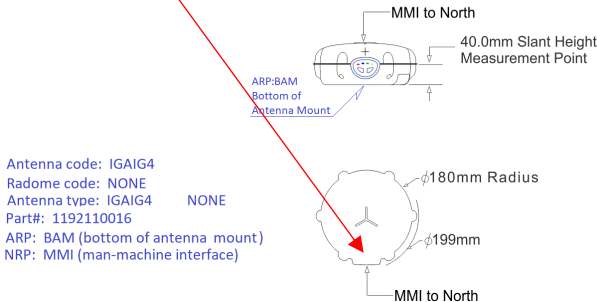 MMI to North
40.0mm Slant Height
Measurement Point
ARP:BAM
Bottom of
Antenna Mount
Antenna code: IGAIG4
Radome code: NONE
Antenna type: IGAIG4 NONE
Part#: 1192110016
ARP: BAM (bottom of antenna mount)
NRP: MMI (man-machine interface)
ϕ180mm Radius
ϕ199mm
MMI to North